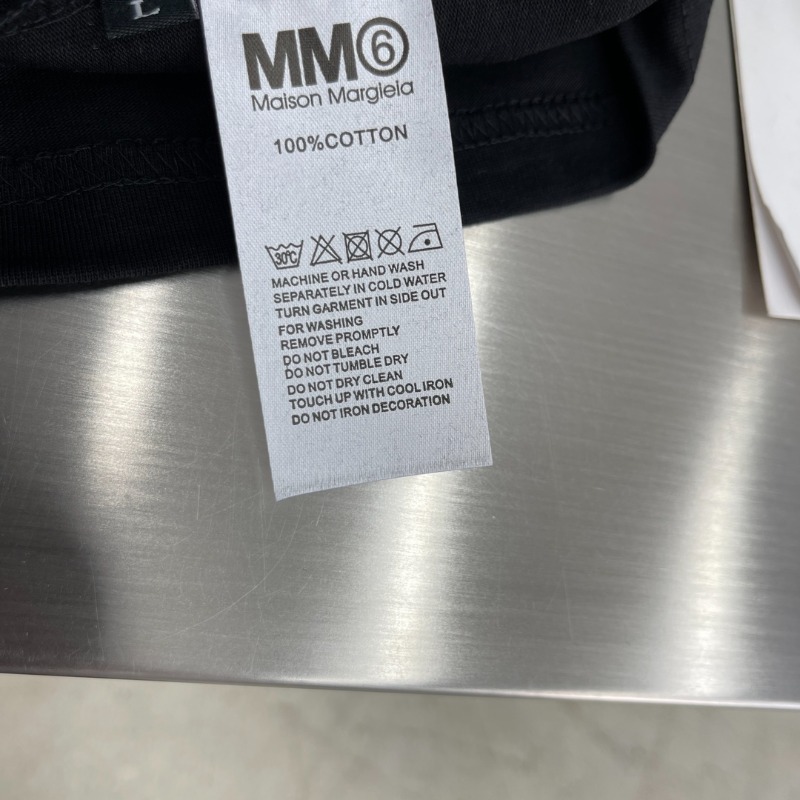 L
MM6
Maison Margiela
100%COTTON
30℃
MACHINE OR HAND WASH
SEPARATELY IN COLD WATER
TURN GARMENT IN SIDE OUT
FOR WASHING
REMOVE PROMPTLY
DO NOT BLEACH
DO NOT TUMBLE DRY
DO NOT DRY CLEAN
TOUCH UP WITH COOL IRON
DO NOT IRON DECORATION